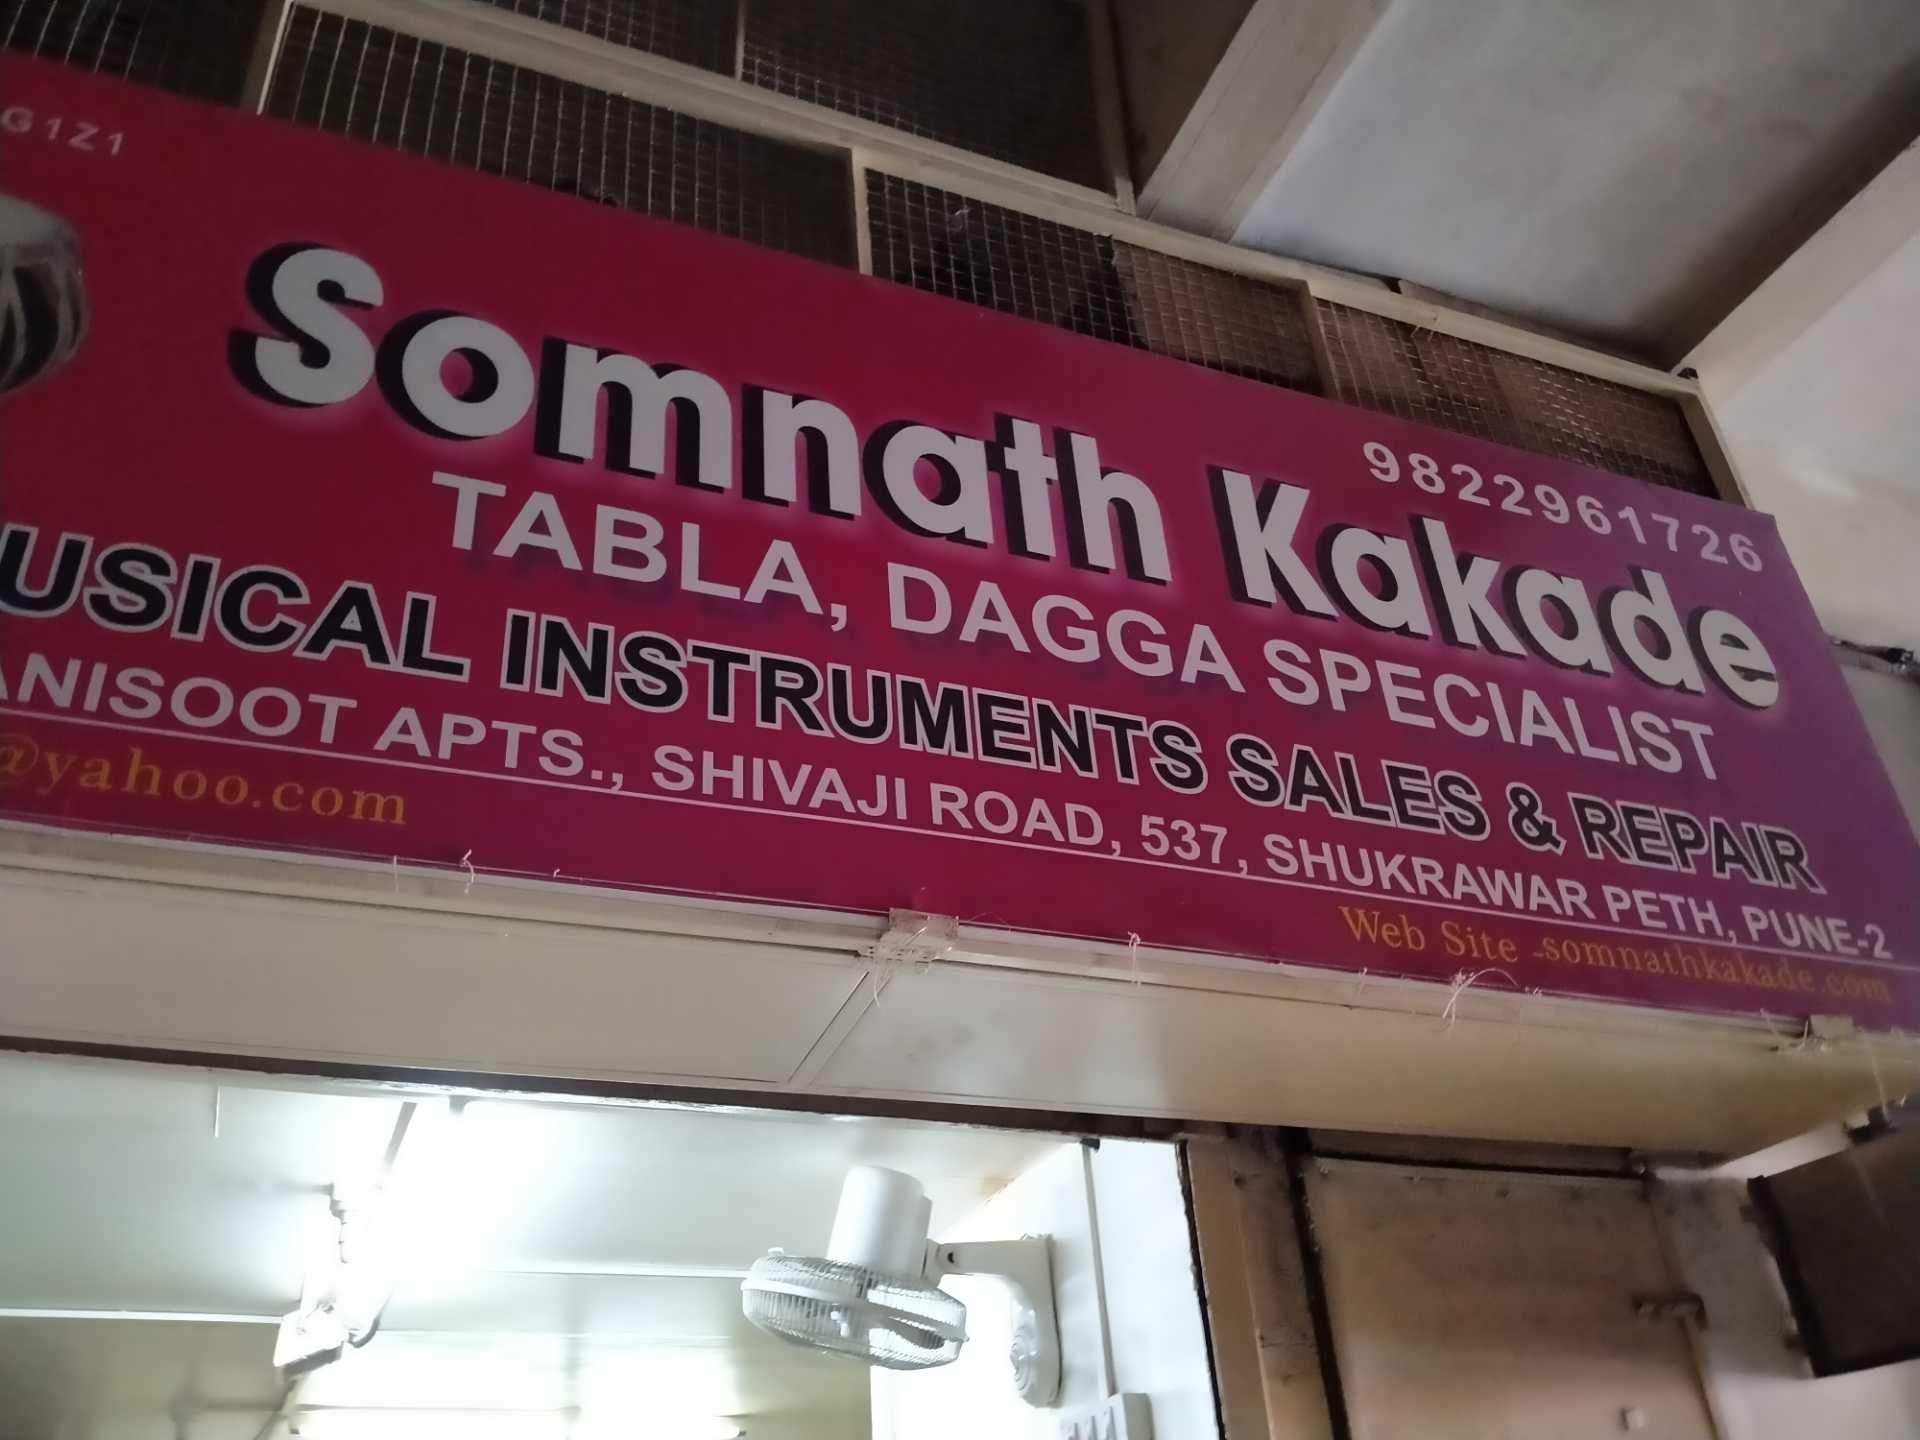 G1Z1
Somnath Kakade
9822961726
TABLA, DAGGA SPECIALIST
USICAL INSTRUMENTS SALES & REPAIR
ANISOOT APTS., SHIVAJI ROAD, 537, SHUKRAWAR PETH, PUNE-2
@yahoo.com
Web Site -somnathkakade.com